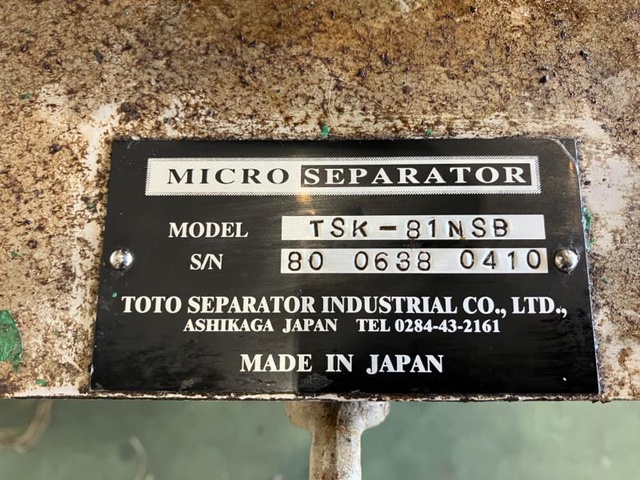 MICRO SEPARATOR
MODEL TSK-81NSB
S/N 80 0638 0410
TOTO SEPARATOR INDUSTRIAL CO., LTD.,
ASHIKAGA JAPAN TEL 0284-43-2161
MADE IN JAPAN